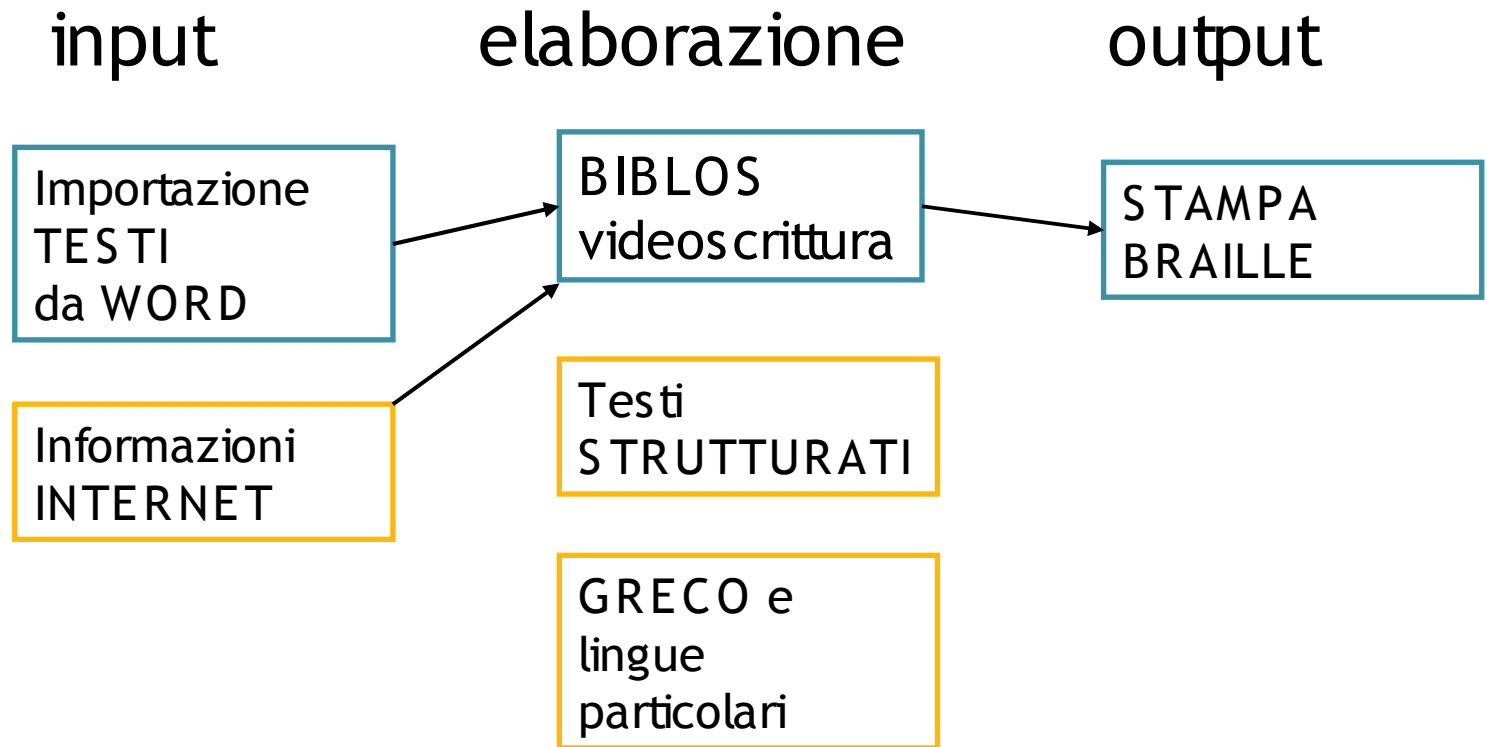 input
elaborazione
output
Importazione
TESTI
da WORD
BIBLOS
videoscrittura
STAMPA
BRAILLE
Informazioni
INTERNET
Testi
STRUTTURATI
GRECO e
lingue
particolari